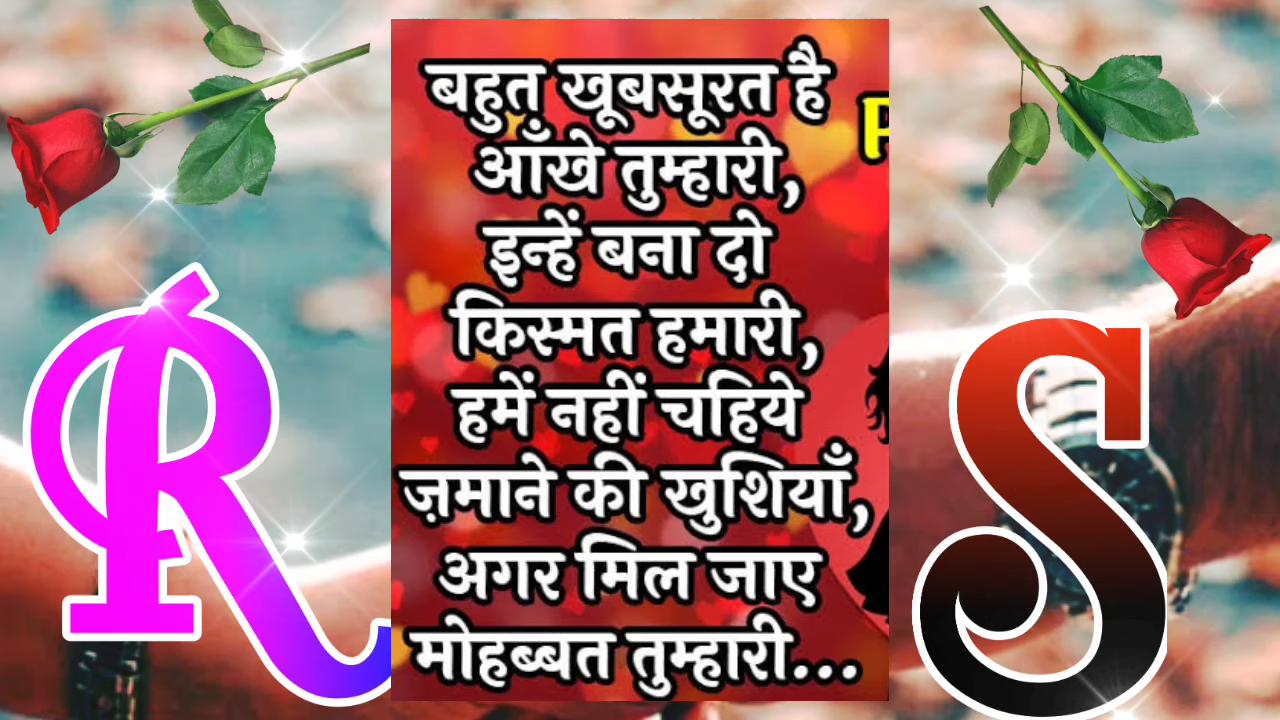 बहुत खूबसूरत है
आँखे तुम्हारी,
इन्हें बना दो
किस्मत हमारी,
हमें नहीं चहिये
ज़माने की खुशियाँ,
अगर मिल जाए
मोहब्बत तुम्हारी...
R
S